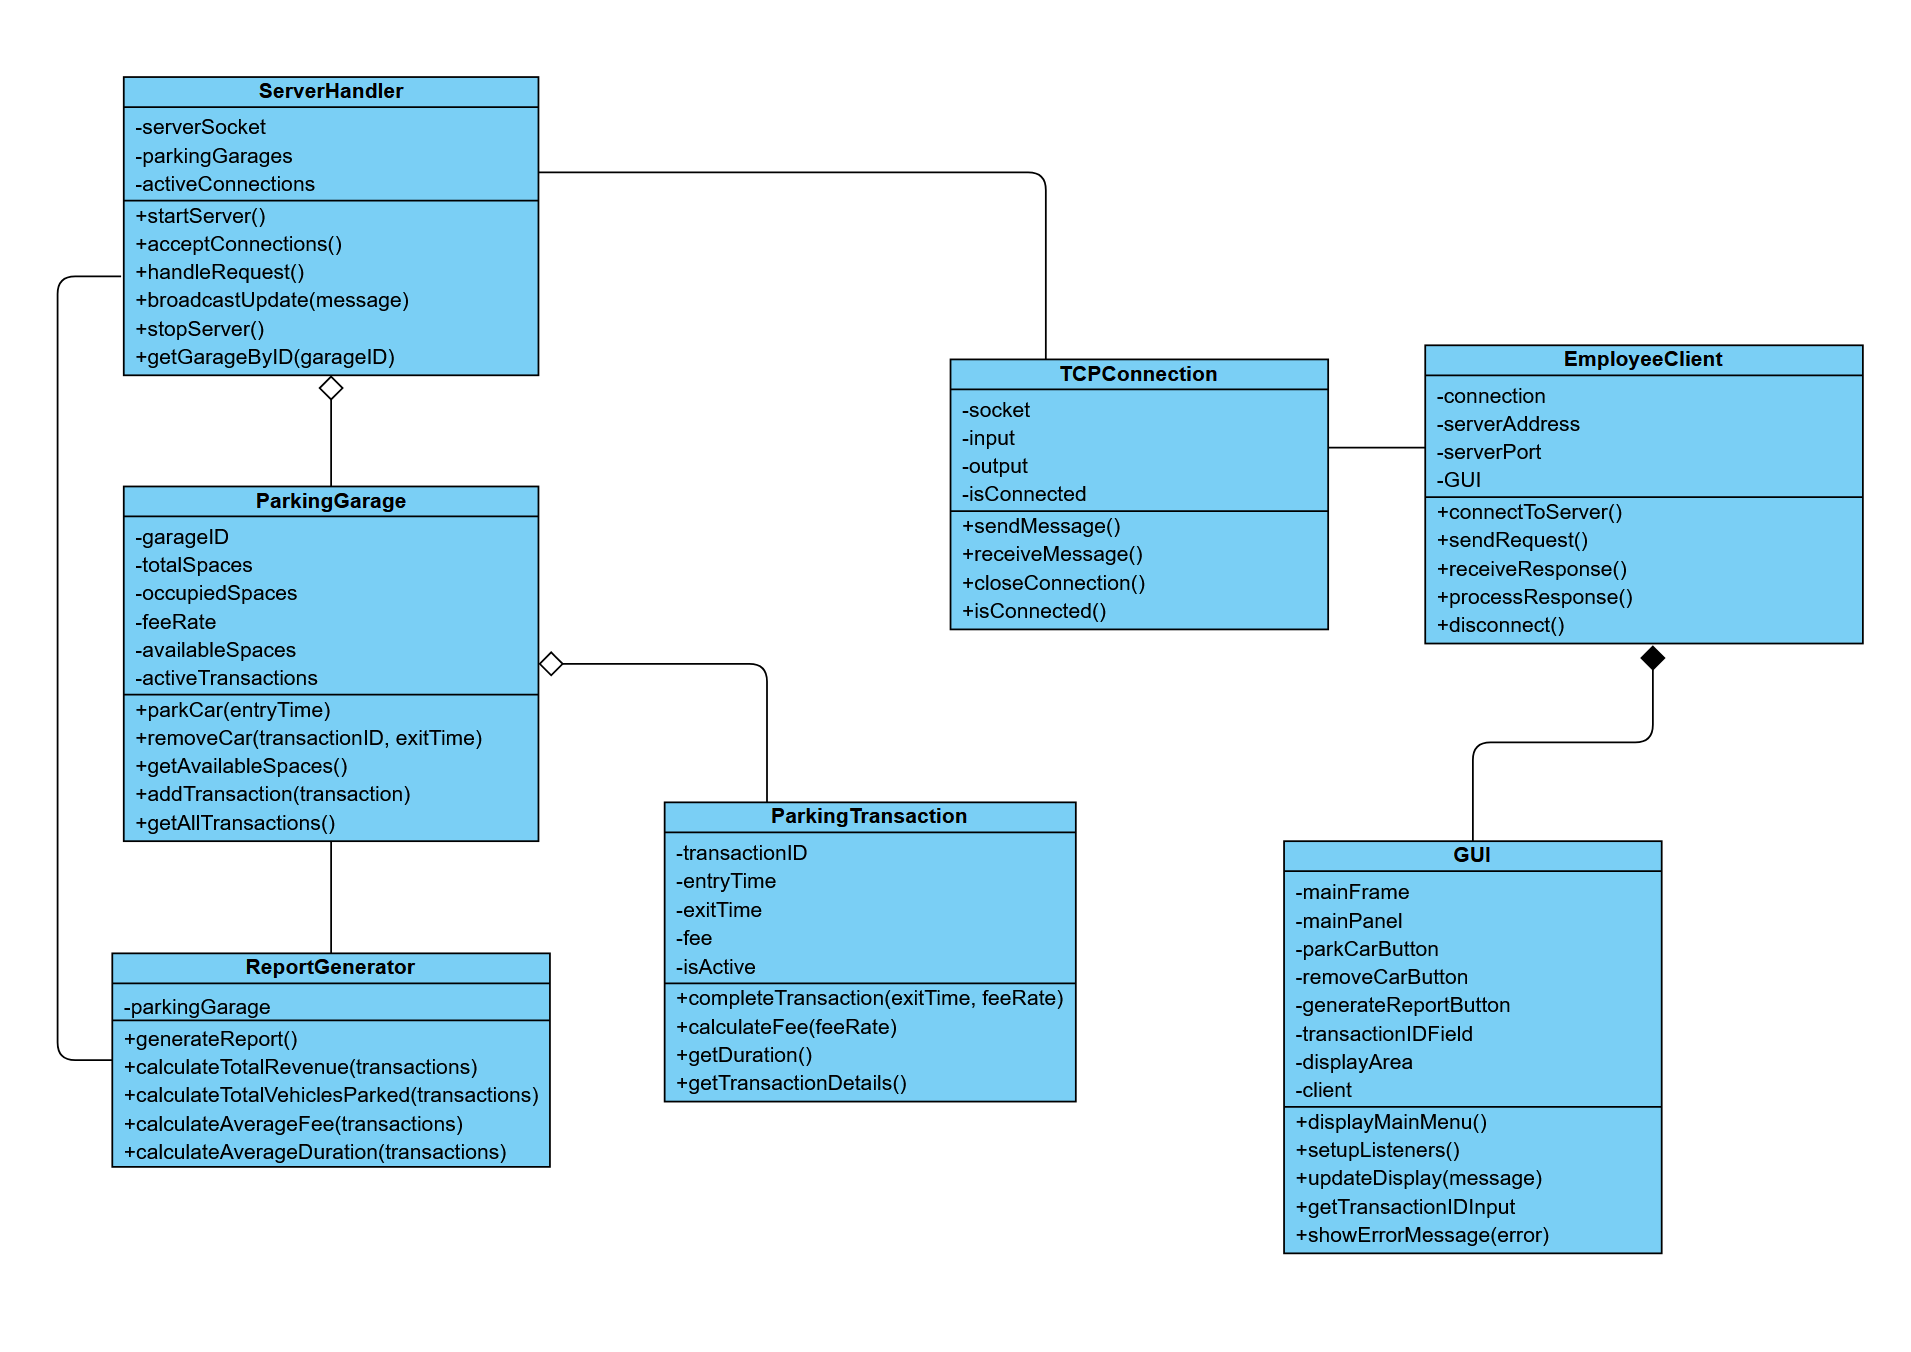 ServerHandler
-serverSocket
-parkingGarages
-activeConnections
+startServer()
+acceptConnections()
+handleRequest()
+broadcastUpdate(message)
+stopServer()
+getGarageByID(garageID)
TCPConnection
-socket
-input
-output
-isConnected
+sendMessage()
+receiveMessage()
+closeConnection()
+isConnected()
EmployeeClient
-connection
-serverAddress
-serverPort
-GUI
+connectToServer()
+sendRequest()
+receiveResponse()
+processResponse()
+disconnect()
ParkingGarage
-garageID
-totalSpaces
-occupiedSpaces
-feeRate
-availableSpaces
-activeTransactions
+parkCar(entryTime)
+removeCar(transactionID, exitTime)
+getAvailableSpaces()
+addTransaction(transaction)
+getAllTransactions()
ParkingTransaction
-transactionID
-entryTime
-exitTime
-fee
-isActive
+completeTransaction(exitTime, feeRate)
+calculateFee(feeRate)
+getDuration()
+getTransactionDetails()
GUI
-mainFrame
-mainPanel
-parkCarButton
-removeCarButton
-generateReportButton
-transactionIDField
-displayArea
-client
+displayMainMenu()
+setupListeners()
+updateDisplay(message)
+getTransactionIDInput
+showErrorMessage(error)
ReportGenerator
-parkingGarage
+generateReport()
+calculateTotalRevenue(transactions)
+calculateTotalVehiclesParked(transactions)
+calculateAverageFee(transactions)
+calculateAverageDuration(transactions)